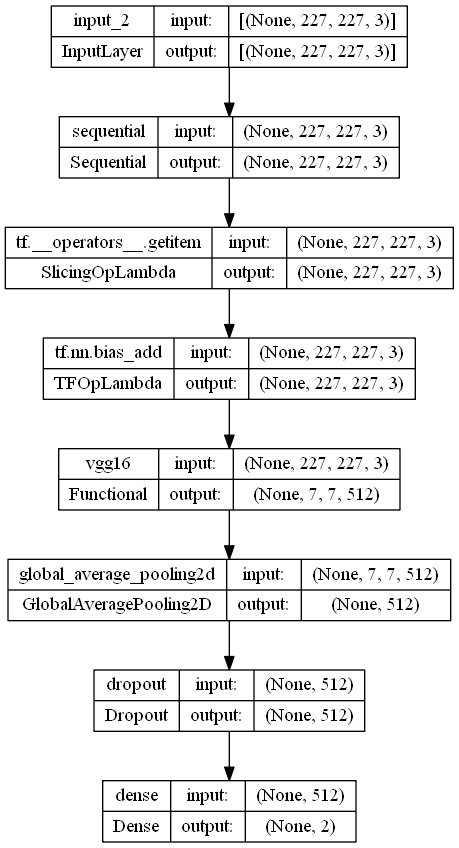 input_2 input: [(None, 227, 227, 3)]
InputLayer output: [(None, 227, 227, 3)]
sequential input: (None, 227, 227, 3)
Sequential output: (None, 227, 227, 3)
tf.__operators__.getitem input: (None, 227, 227, 3)
SlicingOpLambda output: (None, 227, 227, 3)
tf.nn.bias_add input: (None, 227, 227, 3)
TFOpLambda output: (None, 227, 227, 3)
vgg16 input: (None, 227, 227, 3)
Functional output: (None, 7, 7, 512)
global_average_pooling2d input: (None, 7, 7, 512)
GlobalAveragePooling2D output: (None, 512)
dropout input: (None, 512)
Dropout output: (None, 512)
dense input: (None, 512)
Dense output: (None, 2)